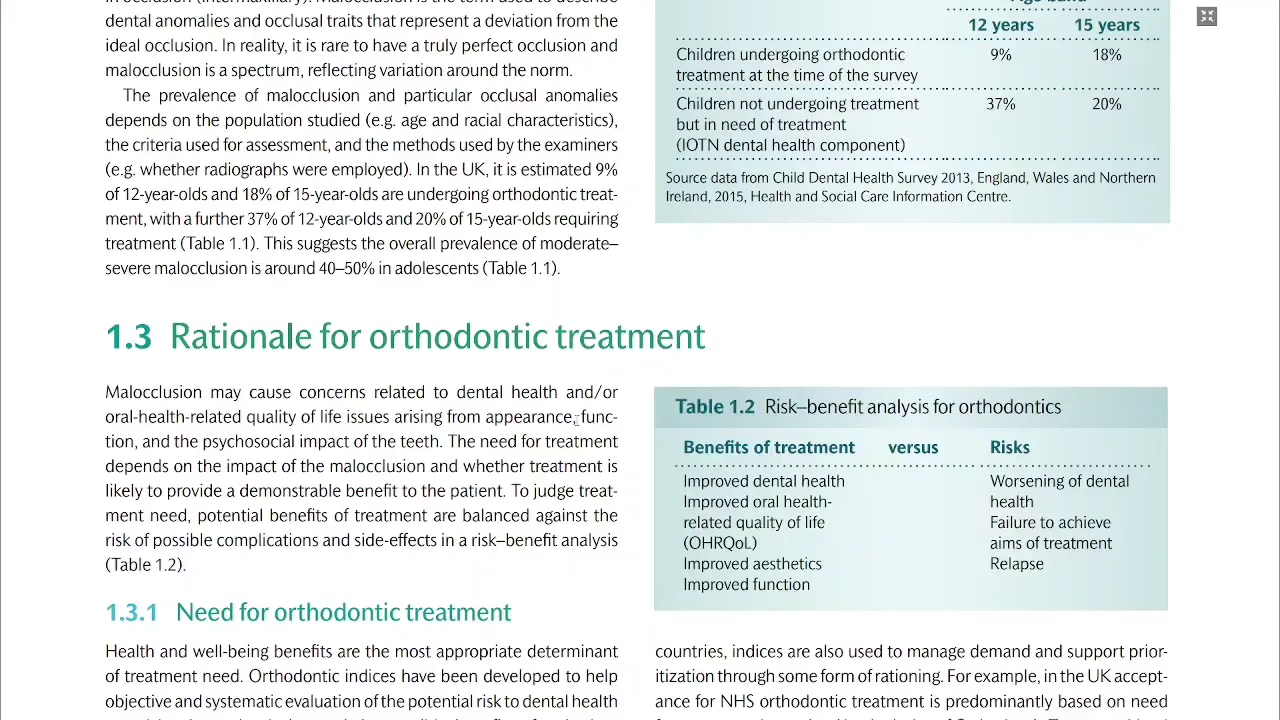 dental anomalies and occlusal traits that represent a deviation from the
ideal occlusion. In reality, it is rare to have a truly perfect occlusion and
malocclusion is a spectrum, reflecting variation around the norm.
The prevalence of malocclusion and particular occlusal anomalies
depends on the population studied (e.g. age and racial characteristics),
the criteria used for assessment, and the methods used by the examiners
(e.g. whether radiographs were employed). In the UK, it is estimated 9%
of 12-year-olds and 18% of 15-year-olds are undergoing orthodontic treat-
ment, with a further 37% of 12-year-olds and 20% of 15-year-olds requiring
treatment (Table 1.1). This suggests the overall prevalence of moderate–
severe malocclusion is around 40–50% in adolescents (Table 1.1).
12 years 15 years
Children undergoing orthodontic 9% 18%
treatment at the time of the survey
Children not undergoing treatment 37% 20%
but in need of treatment
(IOTN dental health component)
Source data from Child Dental Health Survey 2013, England, Wales and Northern
Ireland, 2015, Health and Social Care Information Centre.
1.3 Rationale for orthodontic treatment
Malocclusion may cause concerns related to dental health and/or
oral-health-related quality of life issues arising from appearance, func-
tion, and the psychosocial impact of the teeth. The need for treatment
depends on the impact of the malocclusion and whether treatment is
likely to provide a demonstrable benefit to the patient. To judge treat-
ment need, potential benefits of treatment are balanced against the
risk of possible complications and side-effects in a risk–benefit analysis
(Table 1.2).
Table 1.2 Risk–benefit analysis for orthodontics
Benefits of treatment versus Risks
Improved dental health Worsening of dental
Improved oral health- health
related quality of life Failure to achieve
(OHRQoL) aims of treatment
Improved aesthetics Relapse
Improved function
1.3.1 Need for orthodontic treatment
Health and well-being benefits are the most appropriate determinant
of treatment need. Orthodontic indices have been developed to help
objective and systematic evaluation of the potential risk to dental health
countries, indices are also used to manage demand and support prior-
itization through some form of rationing. For example, in the UK accept-
ance for NHS orthodontic treatment is predominantly based on need